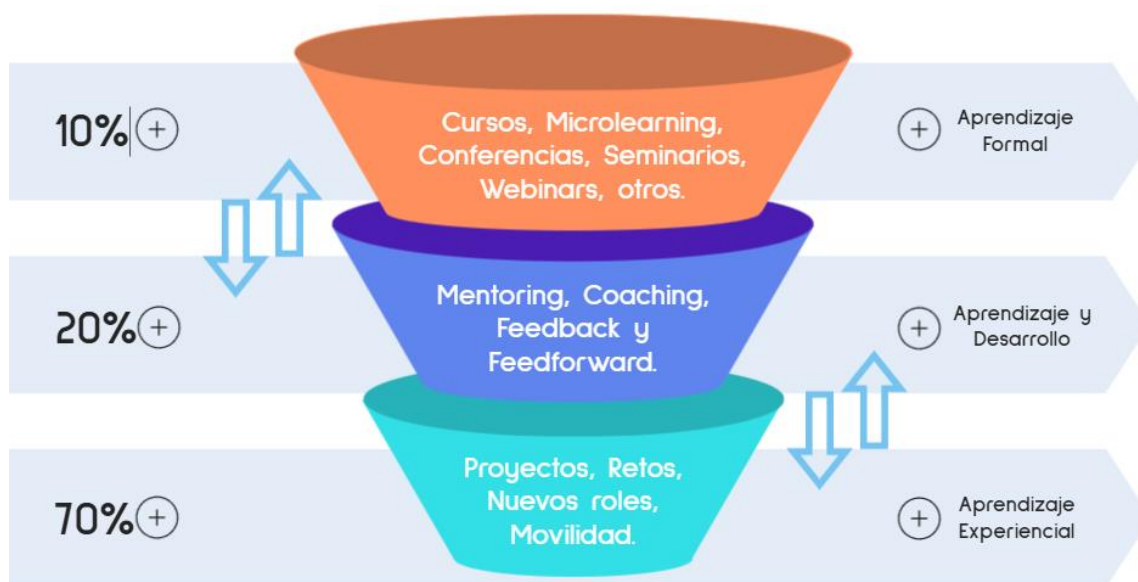 10%
Cursos, Microlearning,
Conferencias, Seminarios,
Webinars, otros.
Aprendizaje
Formal
20%
Mentoring, Coaching,
Feedback y
Feedforward.
Aprendizaje y
Desarrollo
70%
Proyectos, Retos,
Nuevos roles,
Movilidad.
Aprendizaje
Experiencial